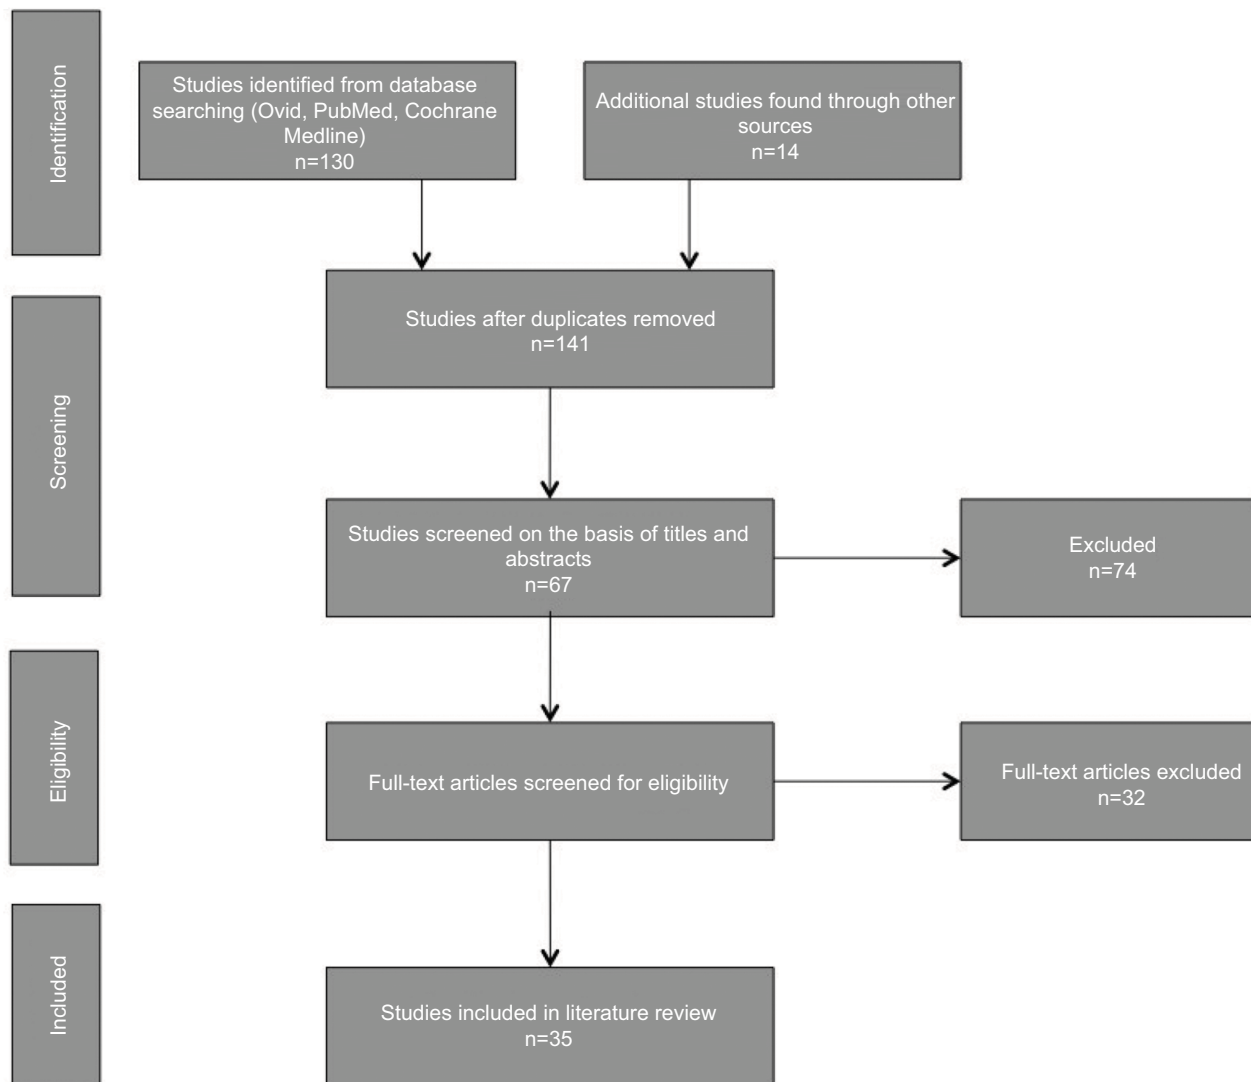 Identification
Studies identified from database
searching (Ovid, PubMed, Cochrane
Medline)
n=130
Additional studies found through other
sources
n=14
Screening
Studies after duplicates removed
n=141
Studies screened on the basis of titles and
abstracts
n=67
Excluded
n=74
Eligibility
Full-text articles screened for eligibility
Full-text articles excluded
n=32
Included
Studies included in literature review
n=35